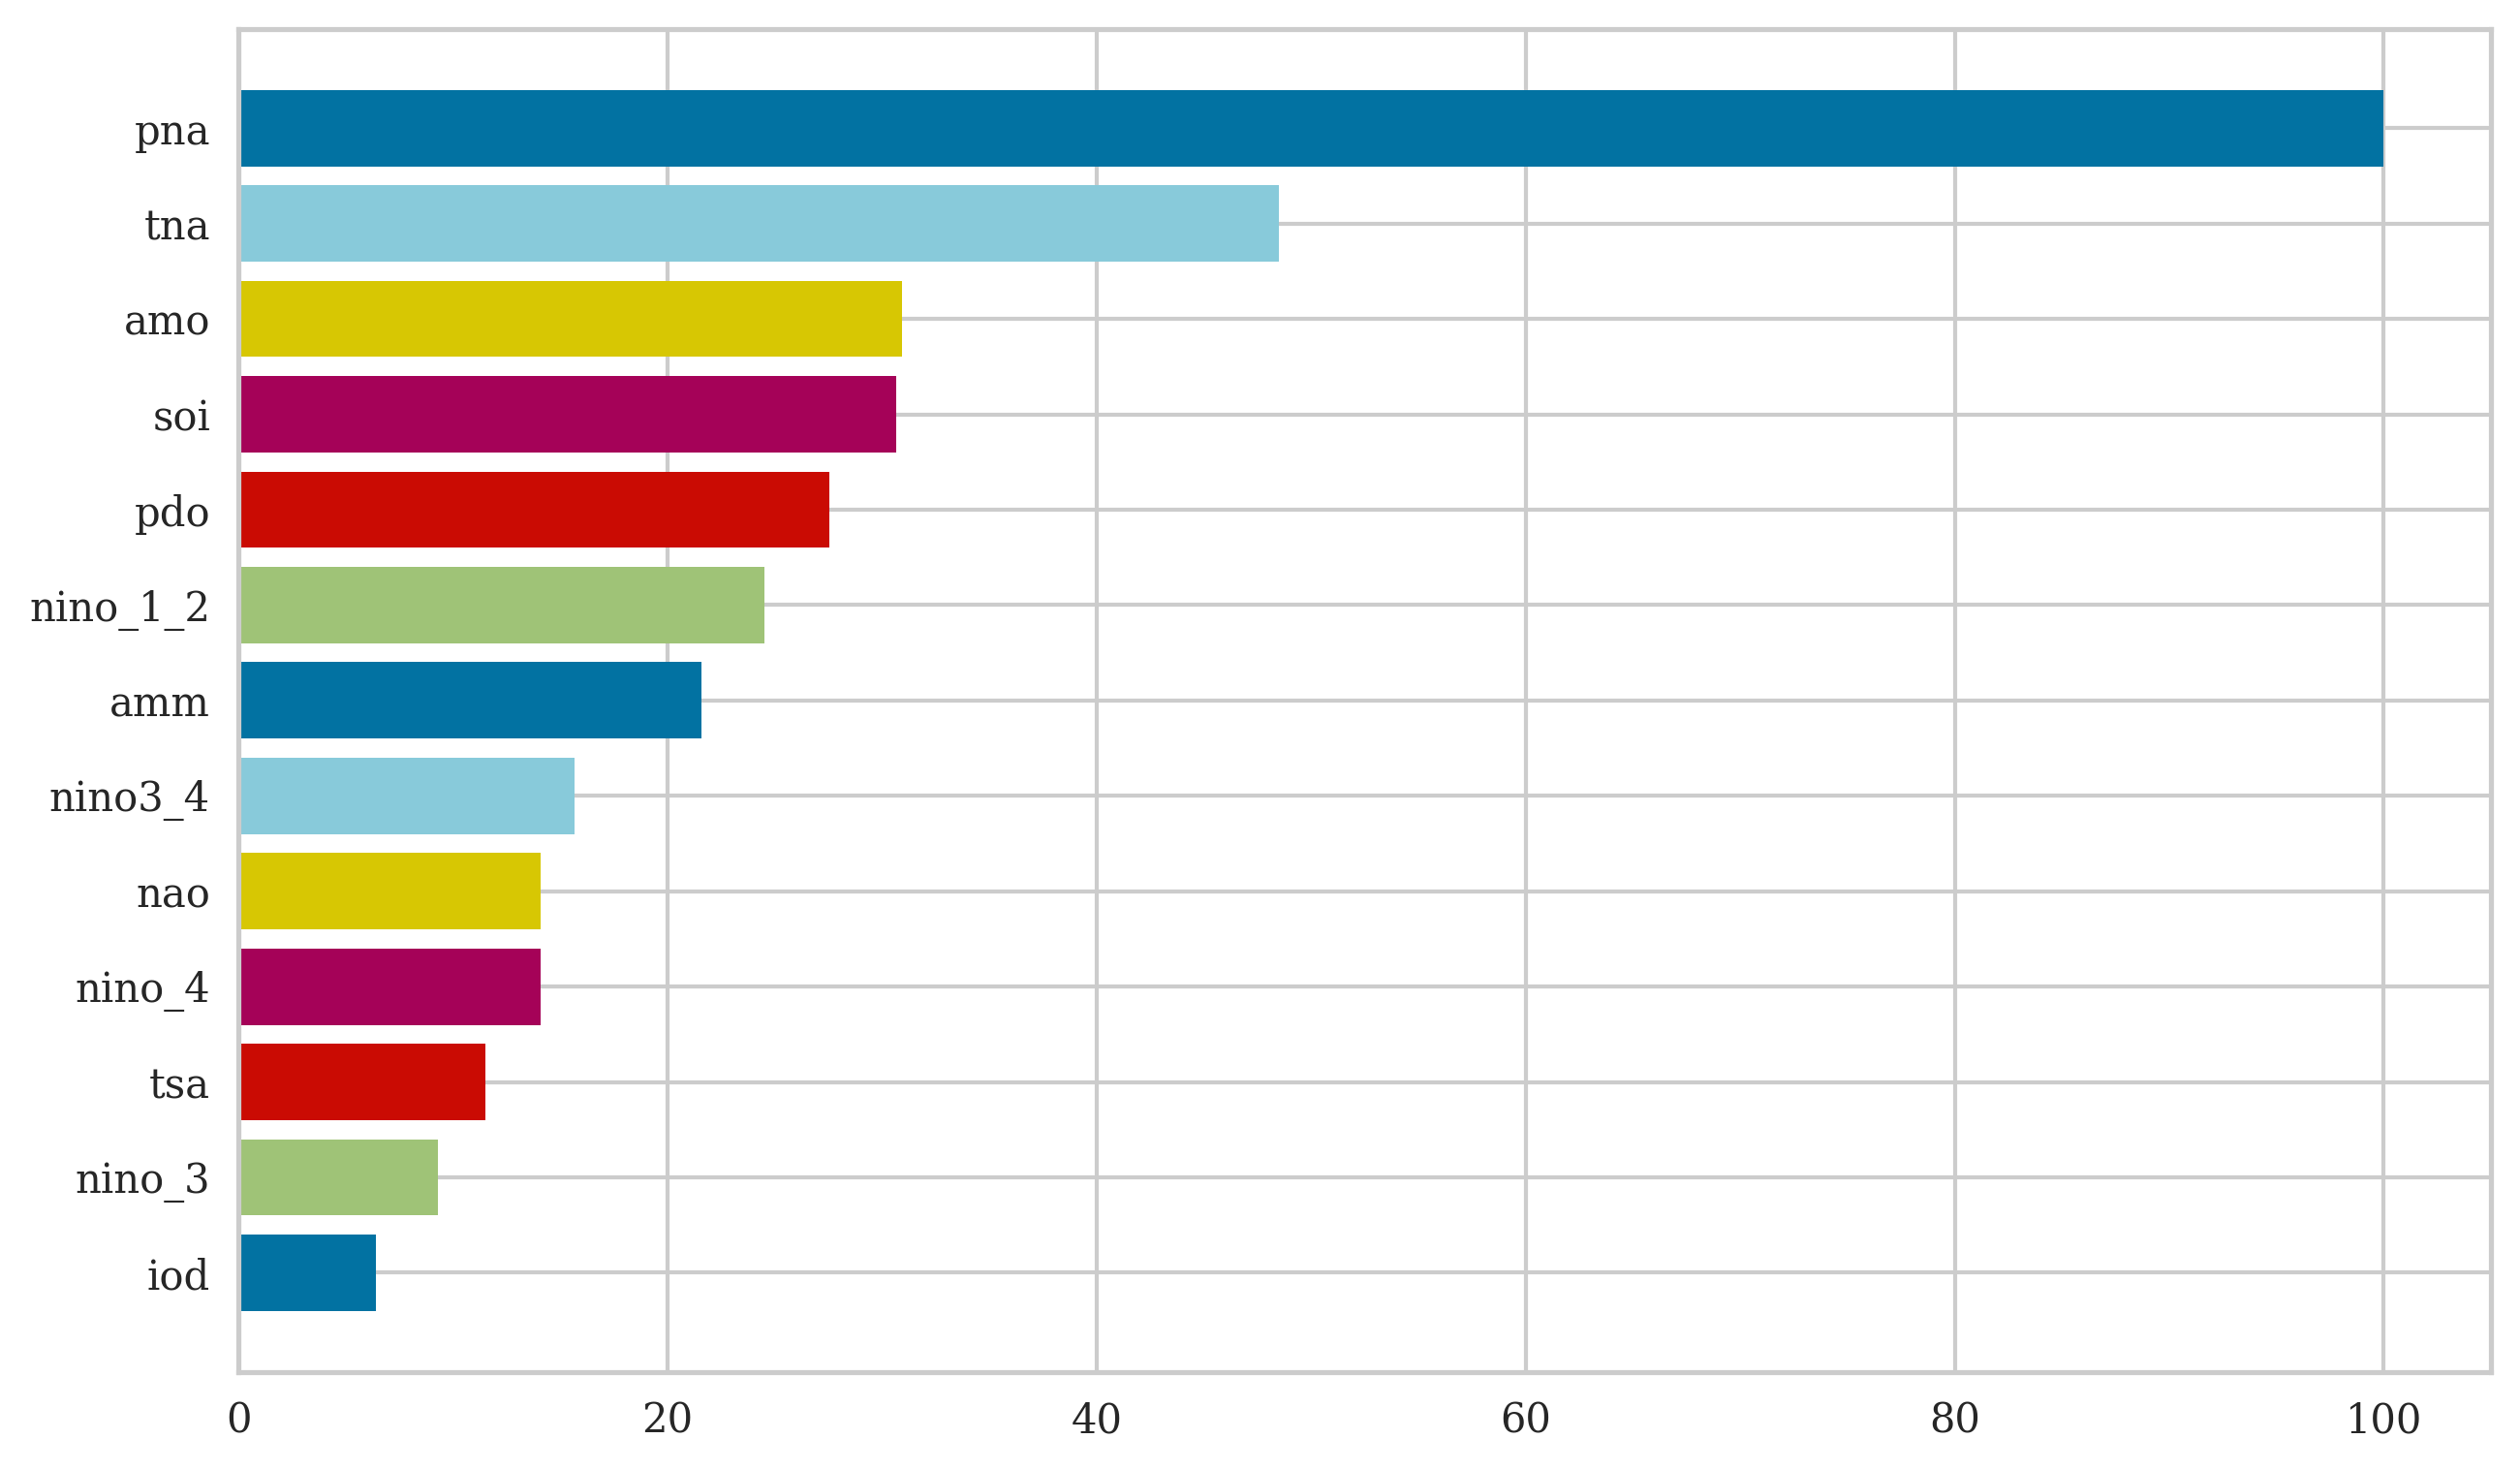 pna
tna
amo
soi
pdo
nino_1_2
amm
nino3_4
nao
nino_4
tsa
nino_3
iod
0 20 40 60 80 100